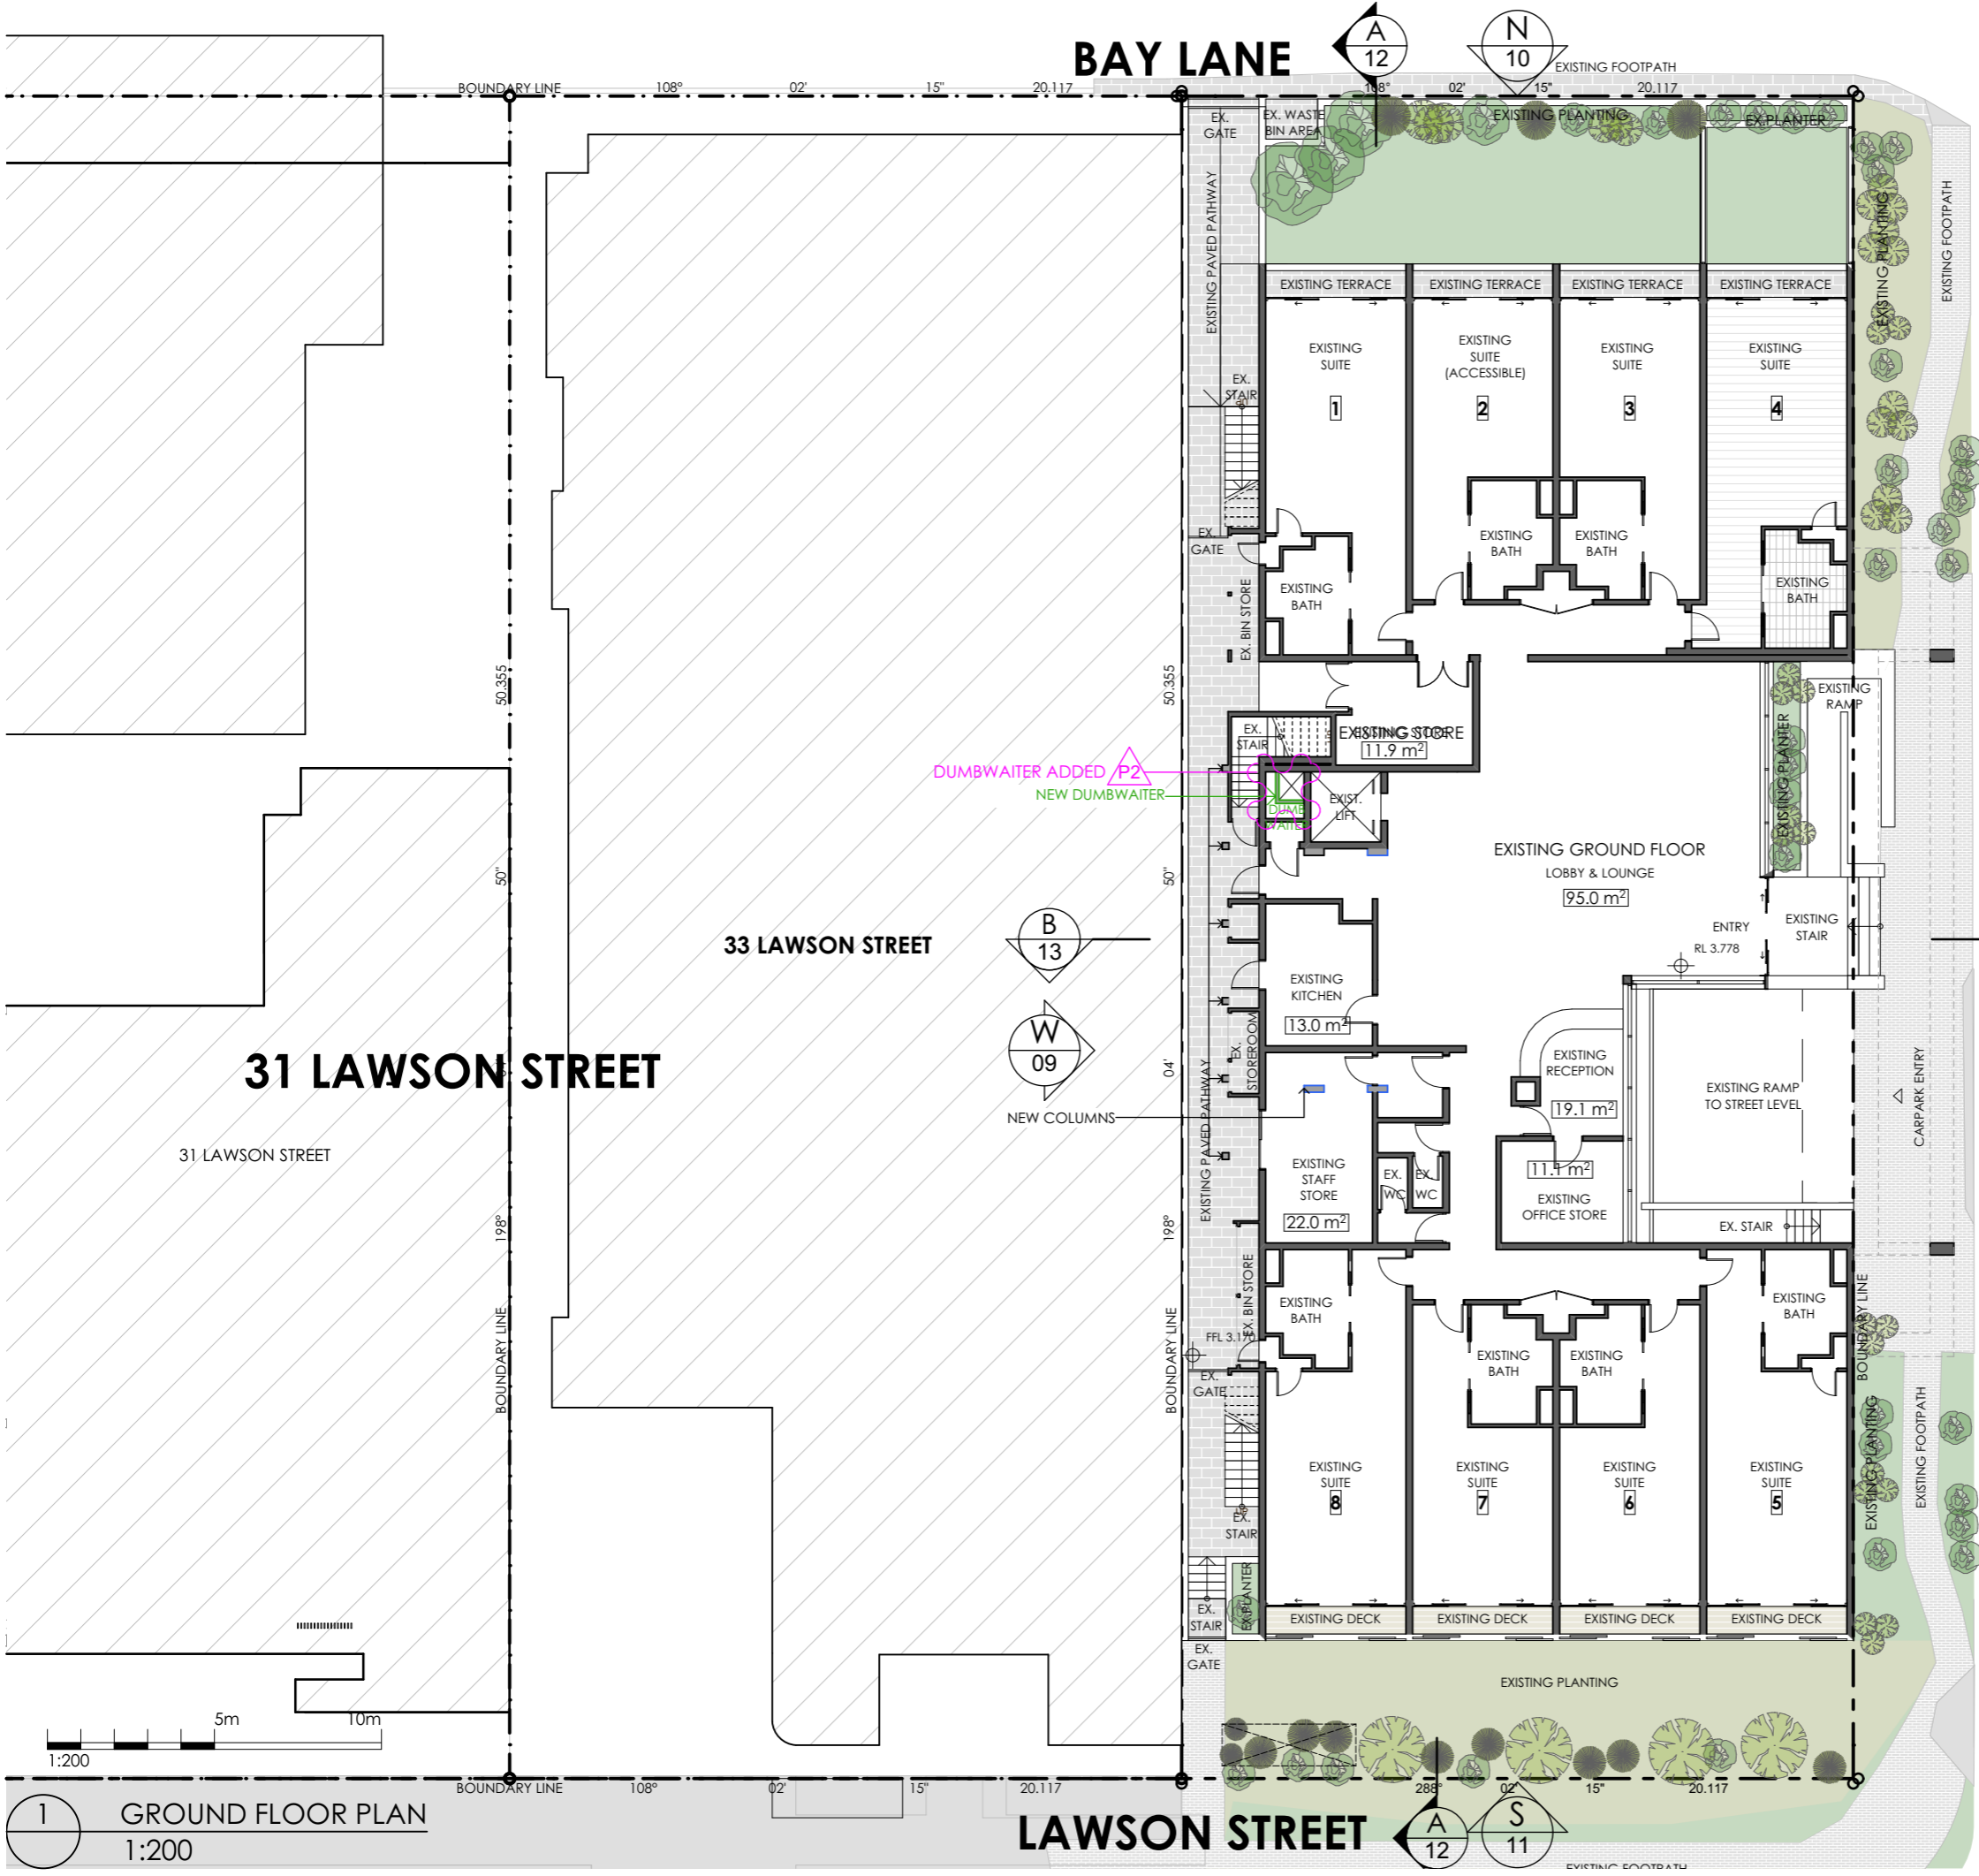 BAY LANE
A
12
N
10
EXISTING FOOTPATH
BOUNDARY LINE
108°
02'
15"
20.117
108°
02'
15"
20.117
EX.
GATE
EX. WASTE
BIN AREA
EXISTING PLANTING
EX.PLANTER
EXISTING PAVED PATHWAY
EXISTING PLANTING
EXISTING FOOTPATH
EXISTING TERRACE
EXISTING TERRACE
EXISTING TERRACE
EXISTING TERRACE
EXISTING
SUITE
1
EXISTING
SUITE
(ACCESSIBLE)
2
EXISTING
SUITE
3
EXISTING
SUITE
4
EX.
STAIR
EX.
GATE
EXISTING
BATH
EXISTING
BATH
EXISTING
BATH
EXISTING
BATH
EX. BIN STORE
50.355
50.355
EX.
STAIR
EXISTING STORE
11.9 m²
EXISTING
RAMP
EXISTING PLANTER
DUMBWAITER ADDED
P2
NEW DUMBWAITER
DUMB
WAITER
EXIST.
LIFT
EXISTING GROUND FLOOR
LOBBY & LOUNGE
95.0 m²
50"
50"
33 LAWSON STREET
B
13
ENTRY
RL 3.778
EXISTING
STAIR
EXISTING
KITCHEN
13.0 m²
W
09
EX.
STOREROOM
31 LAWSON STREET
04'
EXISTING
RECEPTION
19.1 m²
EXISTING RAMP
TO STREET LEVEL
CARPARK ENTRY
NEW COLUMNS
31 LAWSON STREET
EXISTING PAVED PATHWAY
EXISTING
STAFF
STORE
22.0 m²
EX.
WC
EX.
WC
11.1 m²
EXISTING
OFFICE STORE
EX. STAIR
198°
198°
EX. BIN STORE
EXISTING
BATH
EXISTING
BATH
EXISTING
BATH
EXISTING
BATH
BOUNDARY LINE
BOUNDARY LINE
BOUNDARY LINE
FFL 3.170
EX.
GATE
EXISTING PLANTING
EXISTING FOOTPATH
EXISTING
SUITE
8
EXISTING
SUITE
7
EXISTING
SUITE
6
EXISTING
SUITE
5
EX.
STAIR
EX.PLANTER
EX.
STAIR
EXISTING DECK
EXISTING DECK
EXISTING DECK
EXISTING DECK
EX.
GATE
EXISTING PLANTING
5m
10m
1:200
BOUNDARY LINE
108°
02'
15"
20.117
288°
02'
15"
20.117
1
GROUND FLOOR PLAN
1:200
LAWSON STREET
A
12
S
11
EXISTING FOOTPATH